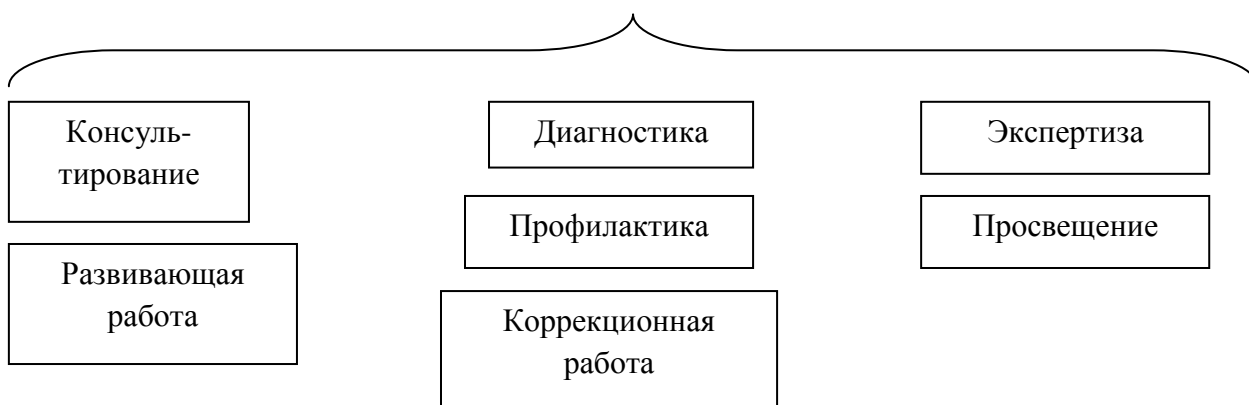 Консуль-
тирование
Развивающая
работа
Диагностика
Профилактика
Коррекционная
работа
Экспертиза
Просвещение